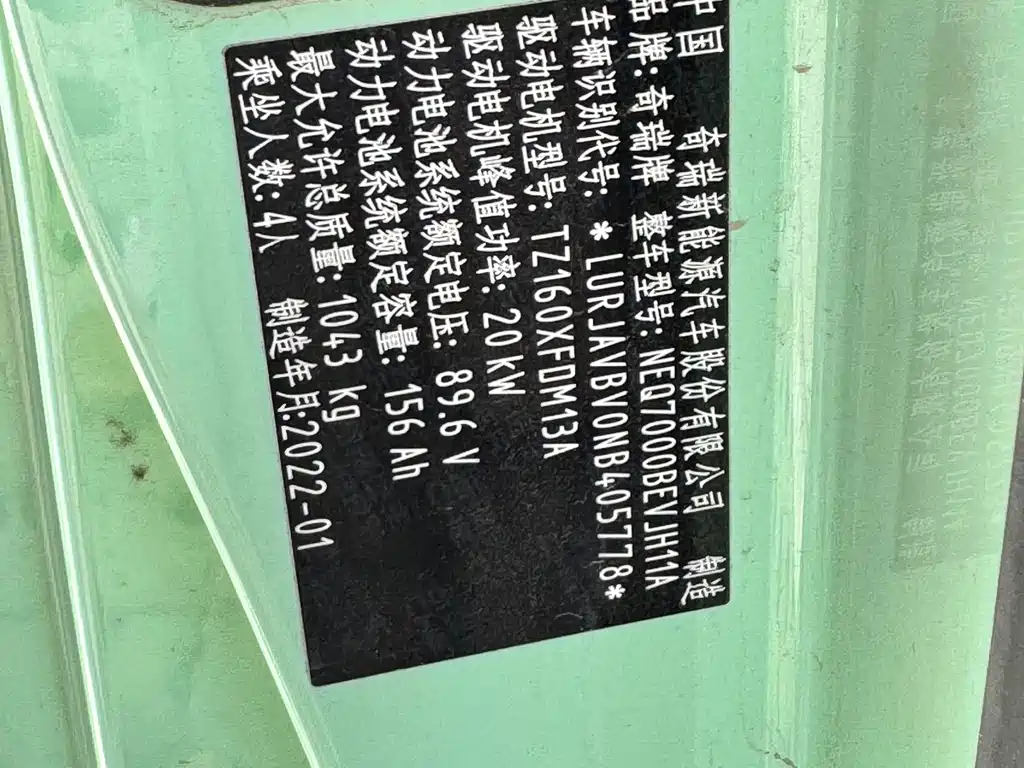 中国 奇瑞新能源汽车股份有限公司 制造
品牌:奇瑞牌 整车型号:NEQ7000BEVJH11A
车辆识别代号:*LURJAVBV0NB405778*
驱动电机型号:TZ160XFDM13A
驱动电机峰值功率:20kW
动力电池系统额定电压:89.6 V
动力电池系统额定容量:156 Ah
最大允许总质量:1043 kg
乘坐人数:4人 制造年月:2022-01